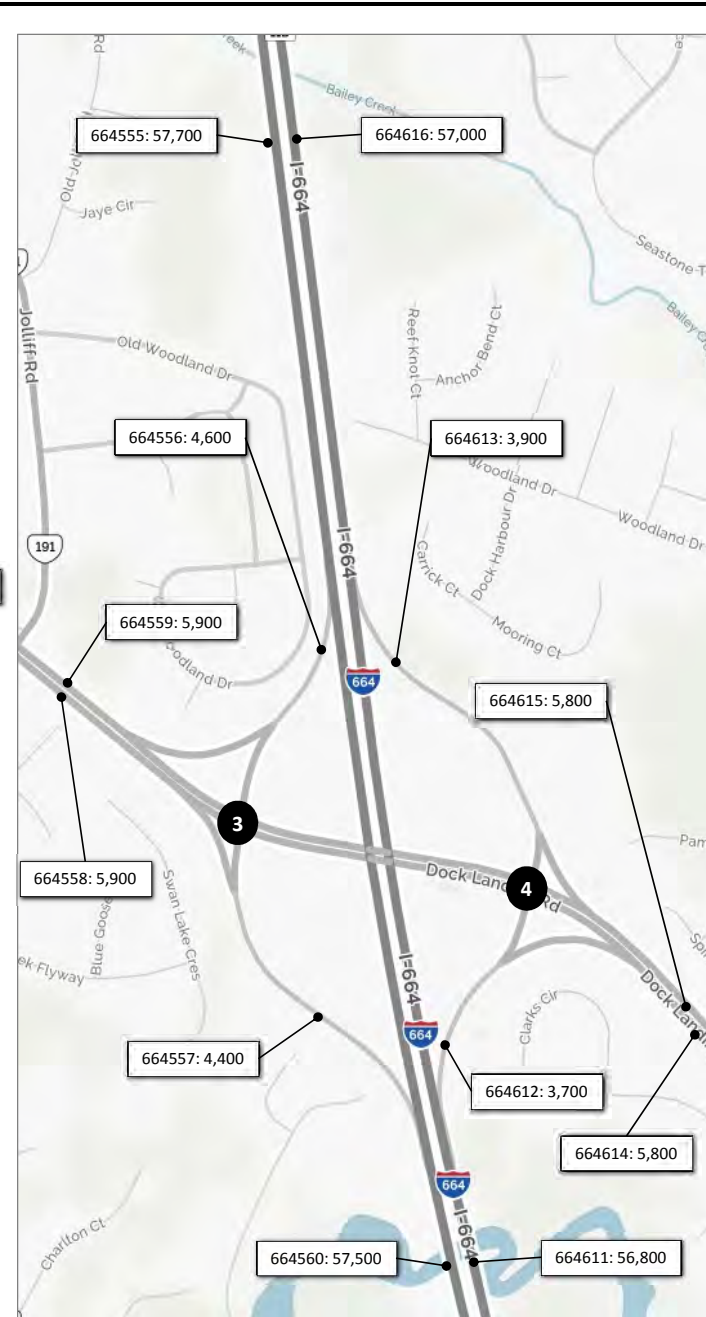 Rd
Bailey Creek
664555: 57,700
664616: 57,000
I-664
Old Jolliff
Jaye Cir
Jolliff Rd
Old Woodland Dr
Reef Knot Ct
Anchor Bend Ct
664556: 4,600
664613: 3,900
Woodland Dr
Woodland Dr
191
I-664
Dock Harbour Dr
Carrick Ct
Mooring Ct
664559: 5,900
664
664615: 5,800
3
664558: 5,900
Dock Landing Rd
4
Swan Lake Cres
Blue Goose
I-664
664
Clarks Cir
664557: 4,400
664612: 3,700
664614: 5,800
664
I-664
Charlton Ct
664560: 57,500
664611: 56,800